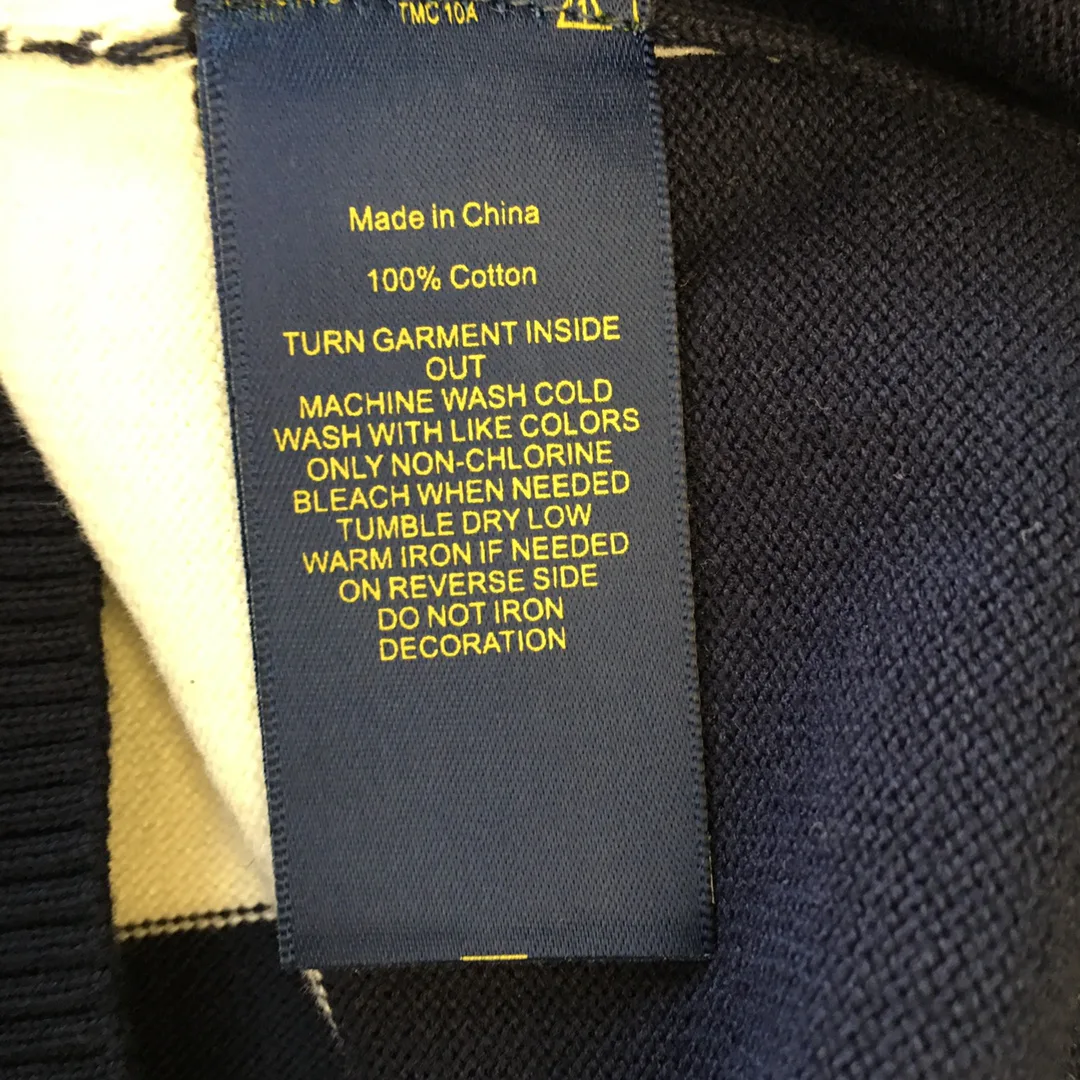 TMC 10A
Made in China
100% Cotton
TURN GARMENT INSIDE
OUT
MACHINE WASH COLD
WASH WITH LIKE COLORS
ONLY NON-CHLORINE
BLEACH WHEN NEEDED
TUMBLE DRY LOW
WARM IRON IF NEEDED
ON REVERSE SIDE
DO NOT IRON
DECORATION